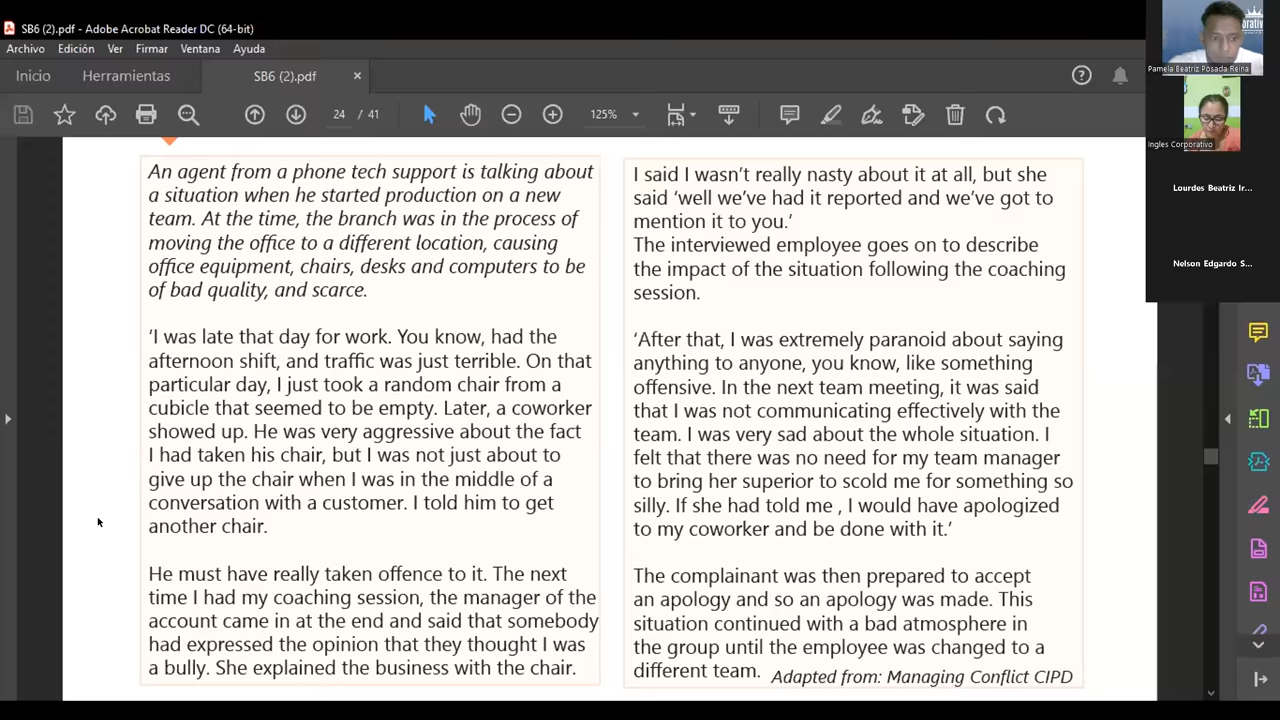 SB6 (2).pdf - Adobe Acrobat Reader DC (64-bit)
Archivo Edición Ver Firmar Ventana Ayuda
Inicio Herramientas SB6 (2).pdf ×
24 / 41 125%
An agent from a phone tech support is talking about
a situation when he started production on a new
team. At the time, the branch was in the process of
moving the office to a different location, causing
office equipment, chairs, desks and computers to be
of bad quality, and scarce.
'I was late that day for work. You know, had the
afternoon shift, and traffic was just terrible. On that
particular day, I just took a random chair from a
cubicle that seemed to be empty. Later, a coworker
showed up. He was very aggressive about the fact
I had taken his chair, but I was not just about to
give up the chair when I was in the middle of a
conversation with a customer. I told him to get
another chair.
He must have really taken offence to it. The next
time I had my coaching session, the manager of the
account came in at the end and said that somebody
had expressed the opinion that they thought I was
a bully. She explained the business with the chair.
I said I wasn't really nasty about it at all, but she
said 'well we've had it reported and we've got to
mention it to you.'
The interviewed employee goes on to describe
the impact of the situation following the coaching
session.
'After that, I was extremely paranoid about saying
anything to anyone, you know, like something
offensive. In the next team meeting, it was said
that I was not communicating effectively with the
team. I was very sad about the whole situation. I
felt that there was no need for my team manager
to bring her superior to scold me for something so
silly. If she had told me , I would have apologized
to my coworker and be done with it.'
The complainant was then prepared to accept
an apology and so an apology was made. This
situation continued with a bad atmosphere in
the group until the employee was changed to a
different team.
Adapted from: Managing Conflict CIPD
Pamela Beatriz Posada Reina
Ingles Corporativo
Lourdes Beatriz Ir...
Nelson Edgardo S...